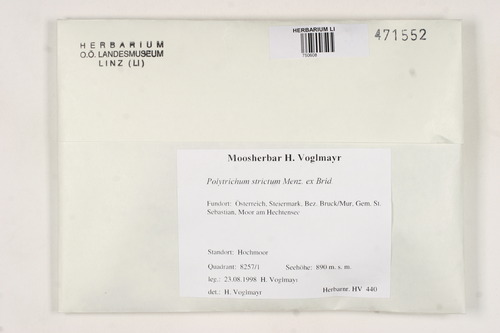 HERBARIUM
O.Ö. LANDESMUSEUM
LINZ (LI)
HERBARIUM LI
471552
Moosherbar H. Voglmayr
Polytrichum strictum Menz. ex Brid.
Fundort: Österreich, Steiermark, Bez. Bruck/Mur, Gem. St.
Sebastian, Moor am Hechtensee
Standort: Hochmoor
Quadrant: 8257/1 Seehöhe: 890 m. s. m.
leg.: 23.08.1998 H. Voglmayr
det.: H. Voglmayr Herbarnr. HV 440